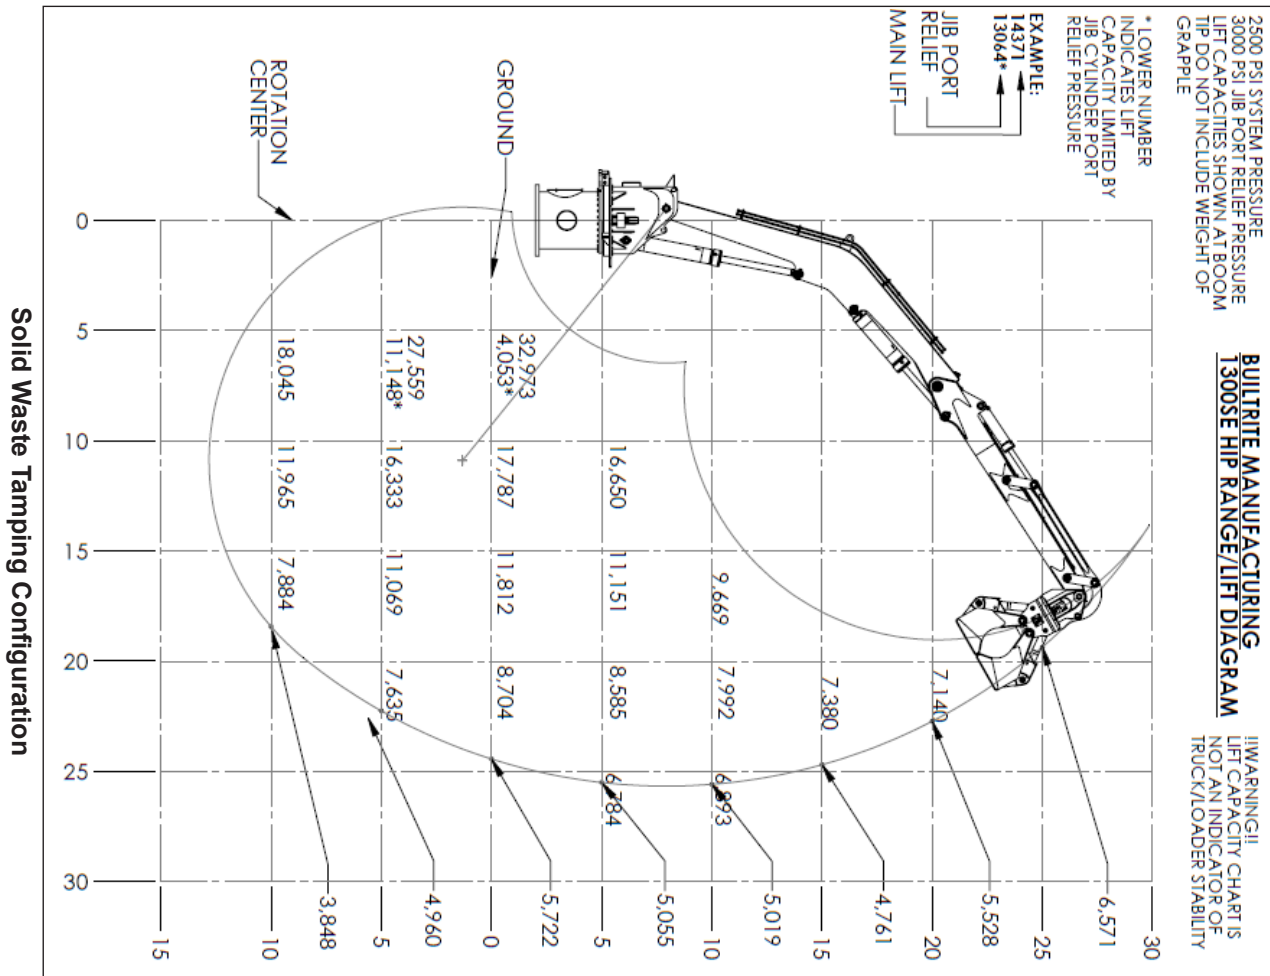 2500 PSI SYSTEM PRESSURE
3000 PSI JIB PORT RELIEF PRESSURE
LIFT CAPACITIES SHOWN AT BOOM
TIP DO NOT INCLUDE WEIGHT OF
GRAPPLE
* LOWER NUMBER
INDICATES LIFT
CAPACITY LIMITED BY
JIB CYLINDER PORT
RELIEF PRESSURE
EXAMPLE:
14371
13064*
JIB PORT
RELIEF
MAIN LIFT
BUILTRITE MANUFACTURING
1300SE HIP RANGE/LIFT DIAGRAM
!!WARNING!!
LIFT CAPACITY CHART IS
NOT AN INDICATOR OF
TRUCK/LOADER STABILITY
GROUND
ROTATION
CENTER
0
5
10
15
20
25
30
30
6,571
25
5,528
20
4,761
15
5,019
10
5,055
5
5,722
0
4,960
5
3,848
10
15
7,140
7,380
9,669
7,992
6,993
16,650
11,151
8,585
6,784
32,973
4,053*
17,787
11,812
8,704
27,559
11,148*
16,333
11,069
7,635
18,045
11,965
7,884
Solid Waste Tamping Configuration